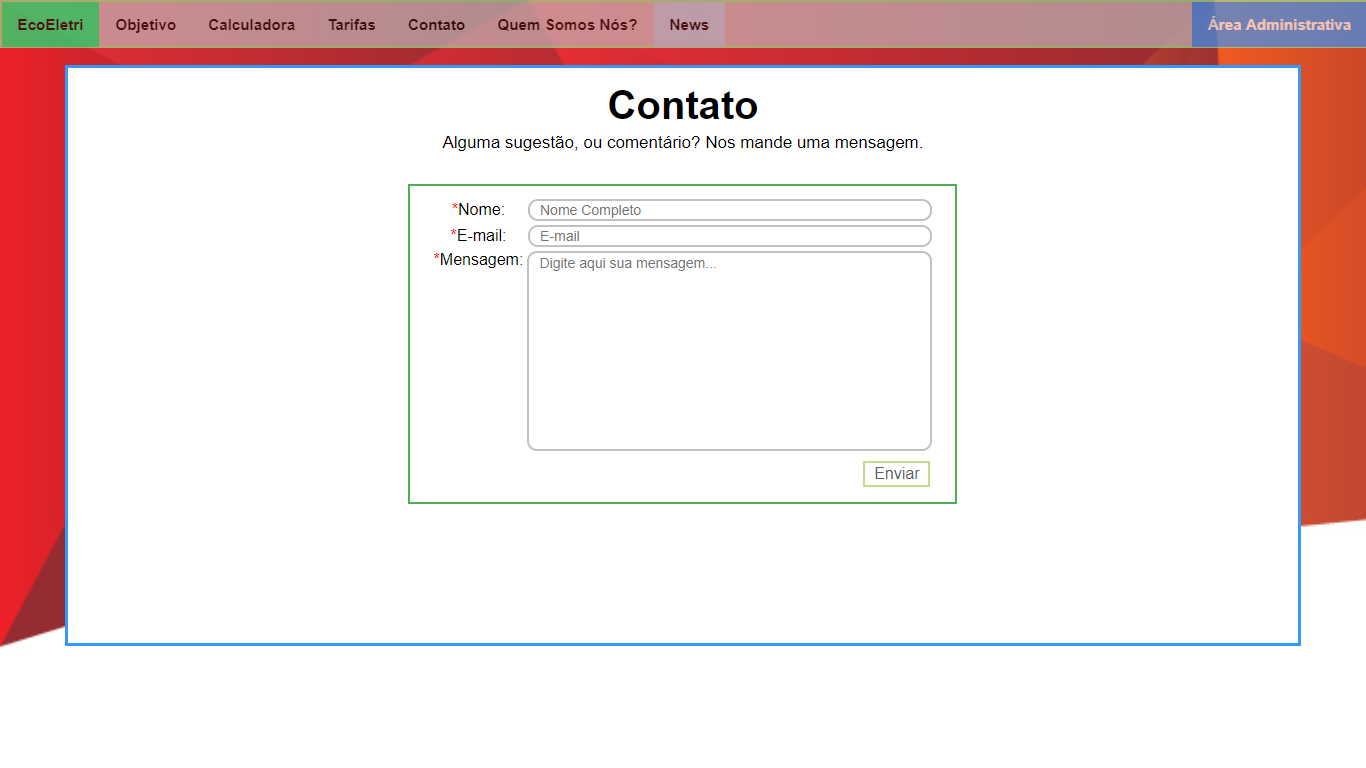 EcoEletri Objetivo Calculadora Tarifas Contato Quem Somos Nós? News Área Administrativa
Contato
Alguma sugestão, ou comentário? Nos mande uma mensagem.
*Nome: Nome Completo
*E-mail: E-mail
*Mensagem: Digite aqui sua mensagem...
Enviar